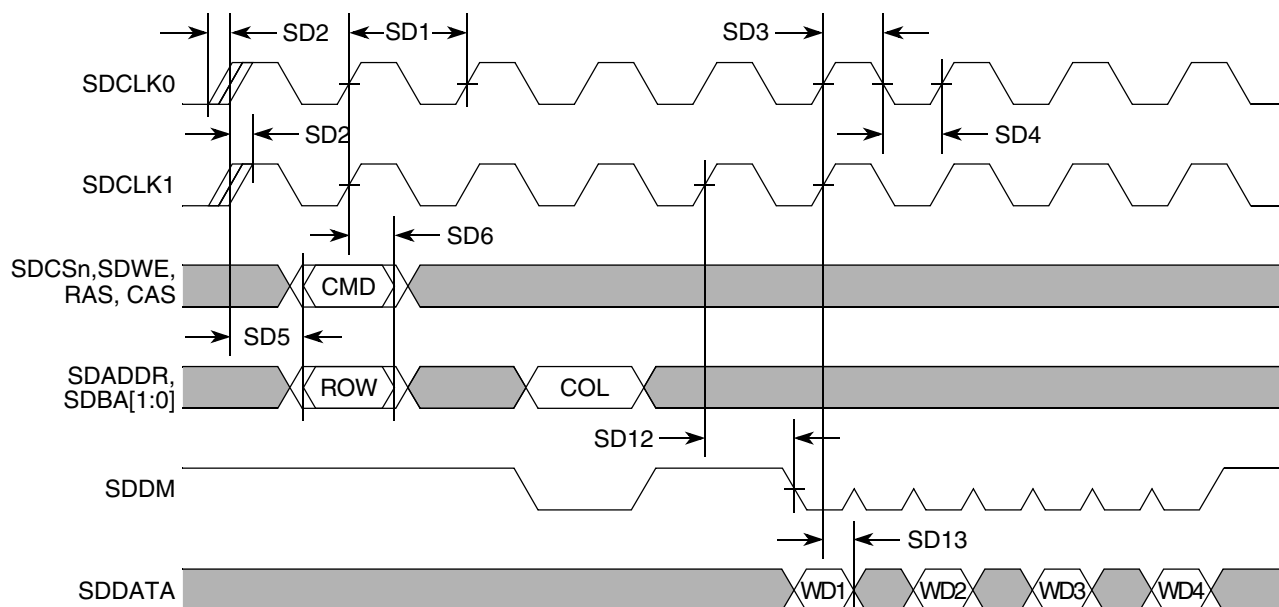 SD2
SD1
SD3
SDCLK0
SD2
SD4
SDCLK1
SD6
SDCSn,SDWE,
RAS, CAS
CMD
SD5
SDADDR,
SDBA[1:0]
ROW
COL
SD12
SDDM
SD13
SDDATA
WD1
WD2
WD3
WD4